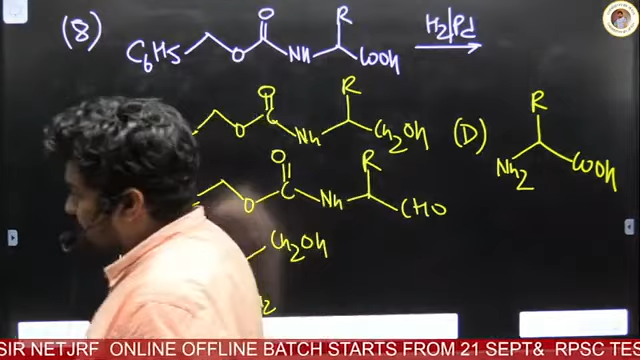 (8) C6H5 O O NH R COOH H2/Pd
O O C NH R CH2OH
(D) R NH2 COOH
O O C NH R CHO
CH2OH
SIR NETJRF ONLINE OFFLINE BATCH STARTS FROM 21 SEPT& RPSC TES